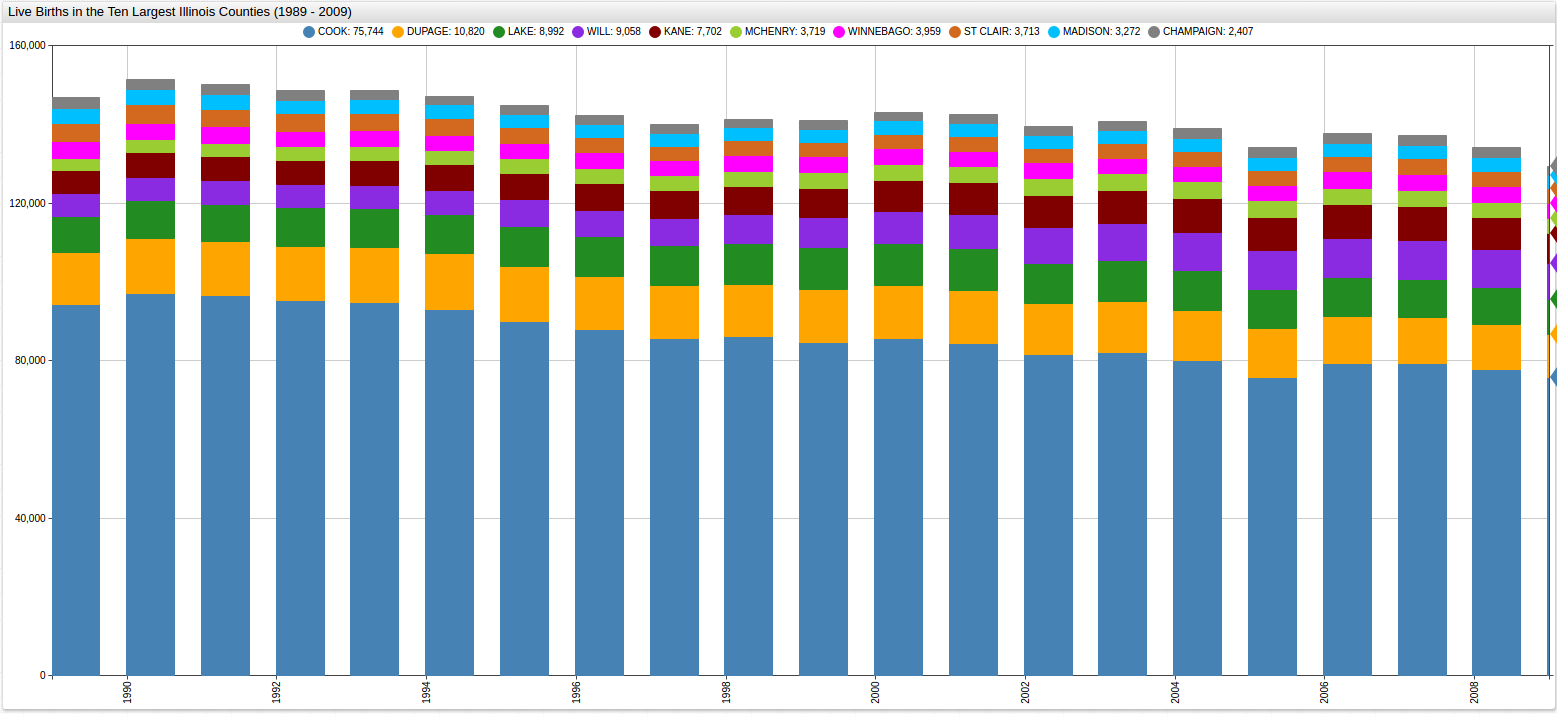 Live Births in the Ten Largest Illinois Counties (1989 - 2009)
COOK: 75,744 DUPAGE: 10,820 LAKE: 8,992 WILL: 9,058 KANE: 7,702 MCHENRY: 3,719 WINNEBAGO: 3,959 ST CLAIR: 3,713 MADISON: 3,272 CHAMPAIGN: 2,407
160,000
120,000
80,000
40,000
0
1990 1992 1994 1996 1998 2000 2002 2004 2006 2008